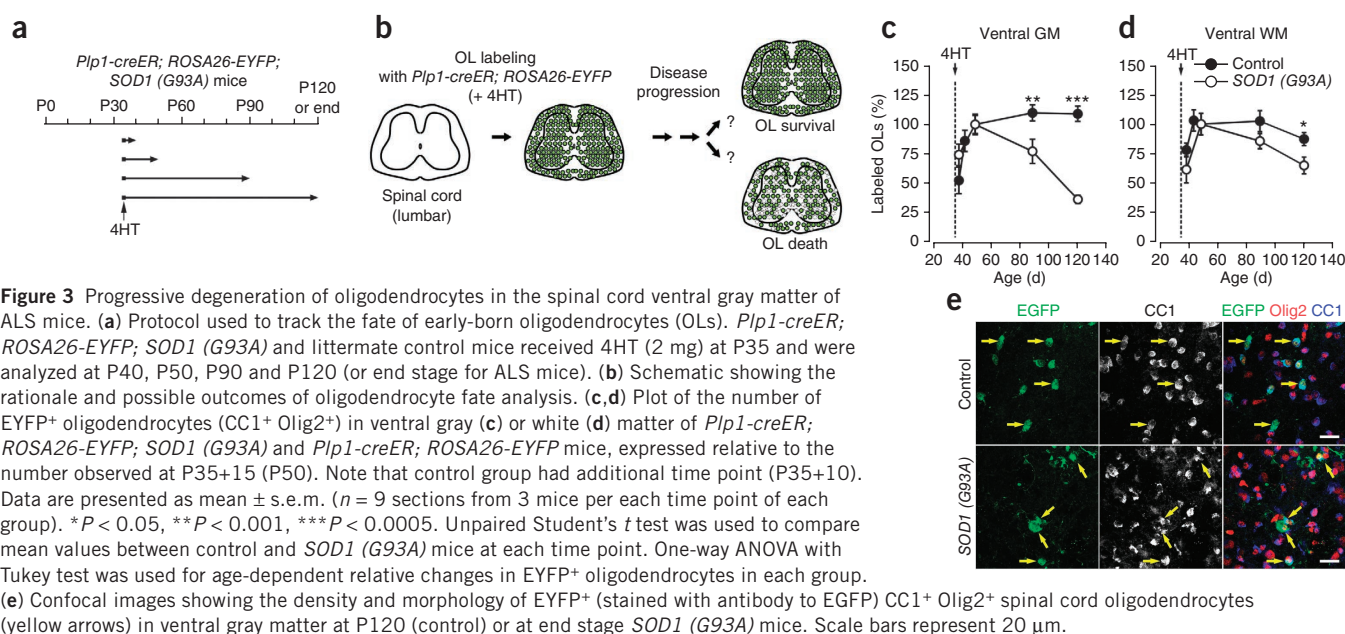 a
Plp1-creER; ROSA26-EYFP;
SOD1 (G93A) mice
P0
P30
P60
P90
P120
or end
4HT
b
OL labeling
with Plp1-creER; ROSA26-EYFP
(+ 4HT)
Disease
progression
Spinal cord
(lumbar)
?
OL survival
?
OL death
c
Ventral GM
4HT
Labeled OLs (%)
150
125
100
75
50
25
0
**
***
20 40 60 80 100 120 140
Age (d)
d
Ventral WM
4HT
Control
SOD1 (G93A)
150
125
100
75
50
25
0
*
20 40 60 80 100 120 140
Age (d)
e
EGFP
CC1
EGFP Olig2 CC1
Control
SOD1 (G93A)
Figure 3 Progressive degeneration of oligodendrocytes in the spinal cord ventral gray matter of
ALS mice. (a) Protocol used to track the fate of early-born oligodendrocytes (OLs). Plp1-creER;
ROSA26-EYFP; SOD1 (G93A) and littermate control mice received 4HT (2 mg) at P35 and were
analyzed at P40, P50, P90 and P120 (or end stage for ALS mice). (b) Schematic showing the
rationale and possible outcomes of oligodendrocyte fate analysis. (c,d) Plot of the number of
EYFP⁺ oligodendrocytes (CC1⁺ Olig2⁺) in ventral gray (c) or white (d) matter of Plp1-creER;
ROSA26-EYFP; SOD1 (G93A) and Plp1-creER; ROSA26-EYFP mice, expressed relative to the
number observed at P35+15 (P50). Note that control group had additional time point (P35+10).
Data are presented as mean ± s.e.m. (n = 9 sections from 3 mice per each time point of each
group). *P < 0.05, **P < 0.001, ***P < 0.0005. Unpaired Student's t test was used to compare
mean values between control and SOD1 (G93A) mice at each time point. One-way ANOVA with
Tukey test was used for age-dependent relative changes in EYFP⁺ oligodendrocytes in each group.
(e) Confocal images showing the density and morphology of EYFP⁺ (stained with antibody to EGFP) CC1⁺ Olig2⁺ spinal cord oligodendrocytes
(yellow arrows) in ventral gray matter at P120 (control) or at end stage SOD1 (G93A) mice. Scale bars represent 20 µm.